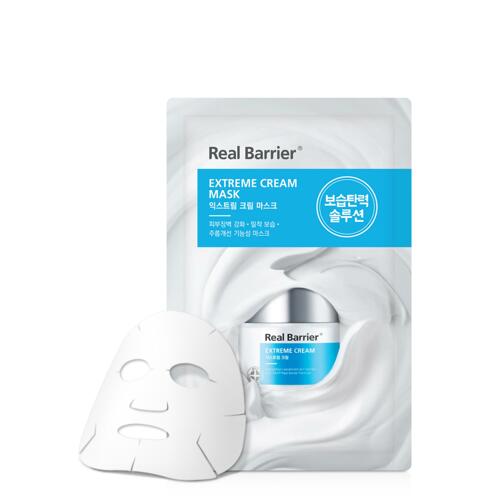 Real Barrier®
EXTREME CREAM
MASK
익스트림 크림 마스크
피부장벽 강화 • 밀착 보습 •
주름개선 기능성 마스크
보습탄력
솔루션
Real Barrier®
EXTREME CREAM
익스트림 크림